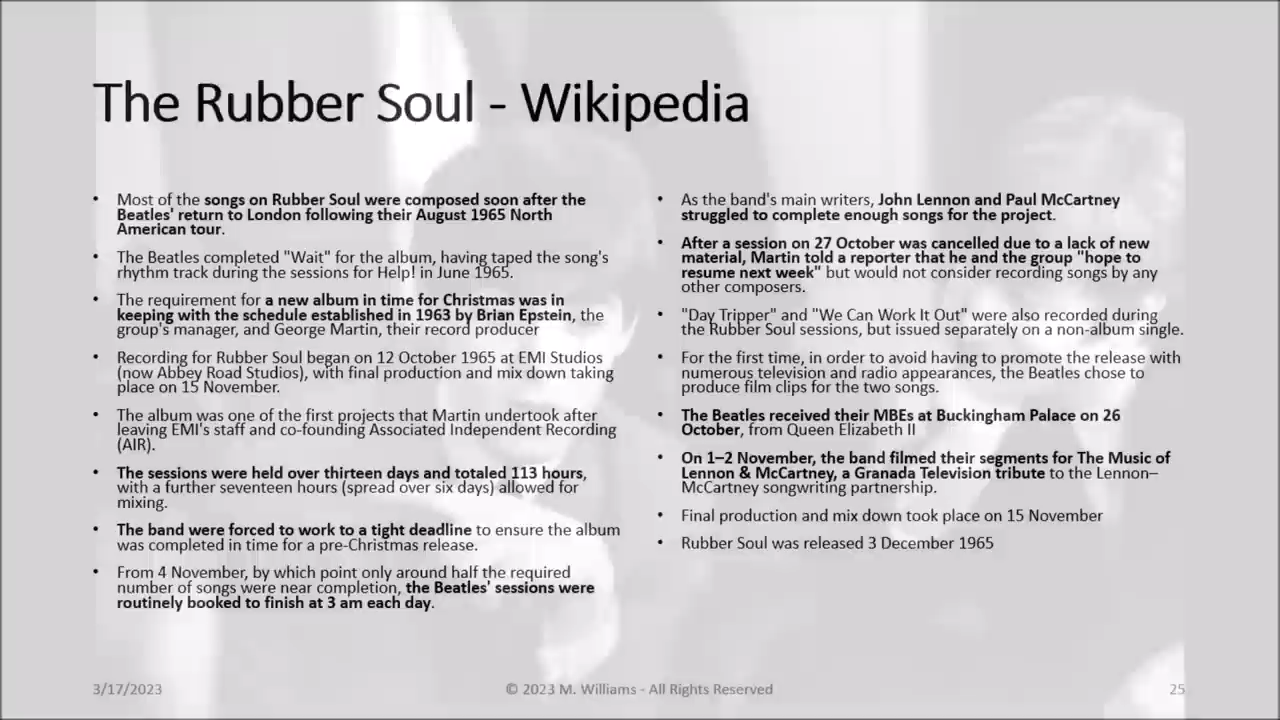 The Rubber Soul - Wikipedia
• Most of the songs on Rubber Soul were composed soon after the
Beatles' return to London following their August 1965 North
American tour.
• The Beatles completed "Wait" for the album, having taped the song's
rhythm track during the sessions for Help! in June 1965.
• The requirement for a new album in time for Christmas was in
keeping with the schedule established in 1963 by Brian Epstein, the
group's manager, and George Martin, their record producer
• Recording for Rubber Soul began on 12 October 1965 at EMI Studios
(now Abbey Road Studios), with final production and mix down taking
place on 15 November.
• The album was one of the first projects that Martin undertook after
leaving EMI's staff and co-founding Associated Independent Recording
(AIR).
• The sessions were held over thirteen days and totaled 113 hours,
with a further seventeen hours (spread over six days) allowed for
mixing.
• The band were forced to work to a tight deadline to ensure the album
was completed in time for a pre-Christmas release.
• From 4 November, by which point only around half the required
number of songs were near completion, the Beatles' sessions were
routinely booked to finish at 3 am each day.
• As the band's main writers, John Lennon and Paul McCartney
struggled to complete enough songs for the project.
• After a session on 27 October was cancelled due to a lack of new
material, Martin told a reporter that he and the group "hope to
resume next week" but would not consider recording songs by any
other composers.
• "Day Tripper" and "We Can Work It Out" were also recorded during
the Rubber Soul sessions, but issued separately on a non-album single.
• For the first time, in order to avoid having to promote the release with
numerous television and radio appearances, the Beatles chose to
produce film clips for the two songs.
• The Beatles received their MBEs at Buckingham Palace on 26
October, from Queen Elizabeth II
• On 1–2 November, the band filmed their segments for The Music of
Lennon & McCartney, a Granada Television tribute to the Lennon–
McCartney songwriting partnership.
• Final production and mix down took place on 15 November
• Rubber Soul was released 3 December 1965
3/17/2023
© 2023 M. Williams - All Rights Reserved
25